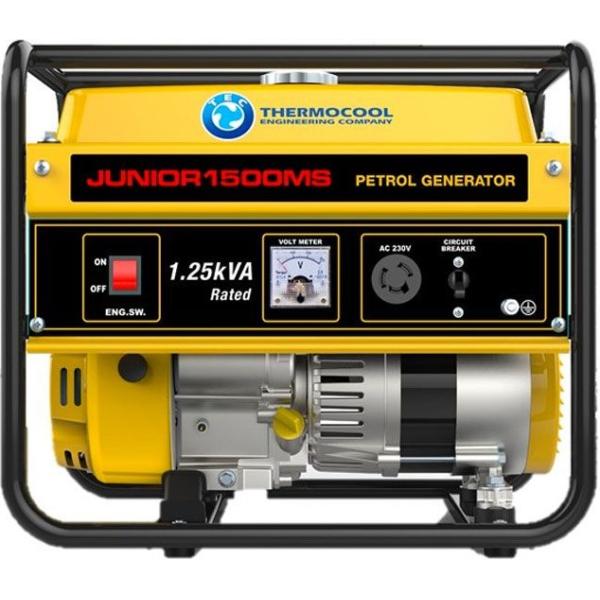 TEC
THERMOCOOL
ENGINEERING COMPANY
JUNIOR1500MS
PETROL GENERATOR
ON
OFF
ENG.SW.
1.25kVA
Rated
VOLT METER
V
AC 230V
CIRCUIT
BREAKER